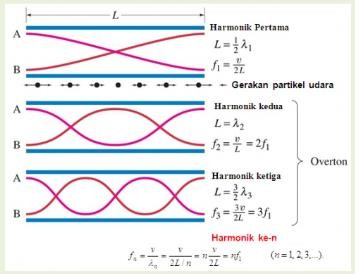 L
A
B
Harmonik Pertama
L = ½ λ₁
f₁ = v/2L
Gerakan partikel udara
A
B
Harmonik kedua
L = λ₂
f₂ = v/L = 2f₁
Overton
A
B
Harmonik ketiga
L = 3/2 λ₃
f₃ = 3v/2L = 3f₁
Harmonik ke-n
fₙ = v/λₙ = v/2L/n = n v/2L = nf₁ (n = 1, 2, 3,...).